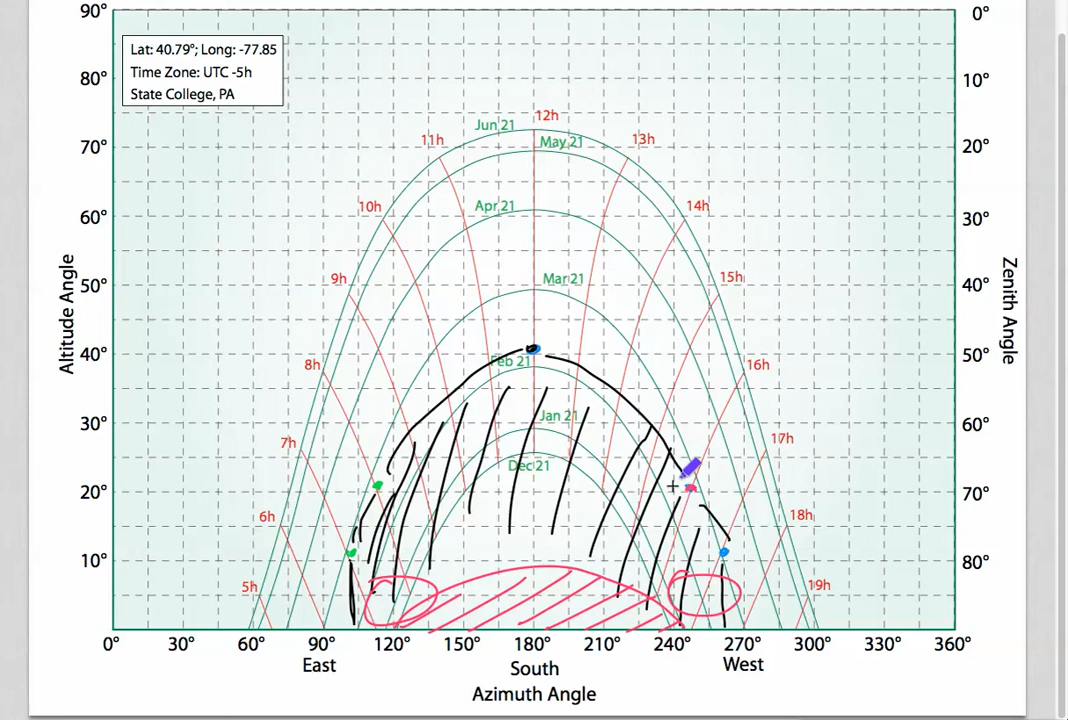 90°
0°
Lat: 40.79°; Long: -77.85
Time Zone: UTC -5h
State College, PA
80°
10°
12h
Jun 21
11h
May 21
13h
70°
20°
10h
Apr 21
14h
60°
30°
9h
Mar 21
15h
50°
40°
Altitude Angle
Zenith Angle
40°
50°
8h
Feb 21
16h
30°
60°
Jan 21
7h
17h
Dec 21
20°
70°
6h
18h
10°
80°
5h
19h
0° 30° 60° 90° 120° 150° 180° 210° 240° 270° 300° 330° 360°
East South West
Azimuth Angle